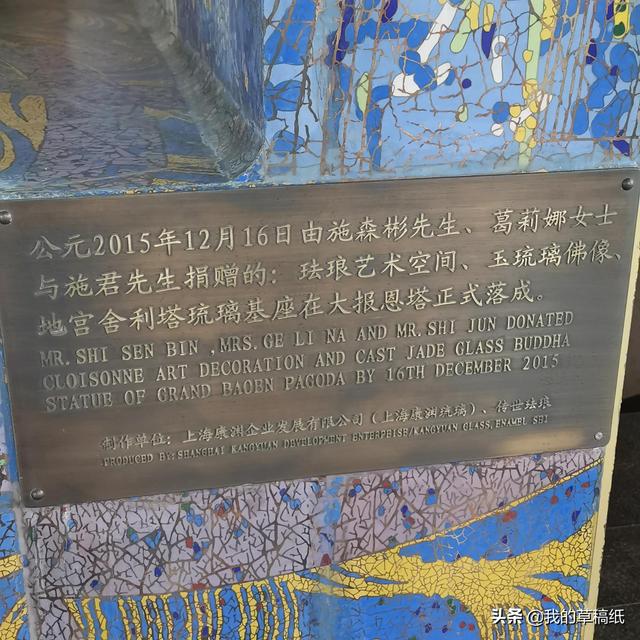 公元2015年12月16日由施森彬先生、葛莉娜女士
与施君先生捐赠的：珐琅艺术空间、玉琉璃佛像、
地宫舍利塔琉璃基座在大报恩塔正式落成。
MR. SHI SEN BIN ,MRS. GE LI NA AND MR. SHI JUN DONATED
CLOISONNE ART DECORATION AND CAST JADE GLASS BUDDHA
STATUE OF GRAND BAOEN PAGODA BY 16TH DECEMBER 2015
制作单位：上海康渊企业发展有限公司（上海康渊琉璃）、传世珐琅
PRODUCED BY: SHANGHAI KANGYUAN DEVELOPMENT ENTERPRISE/KANGYUAN GLASS, ENAMEL SHI
头条 @我的草稿纸